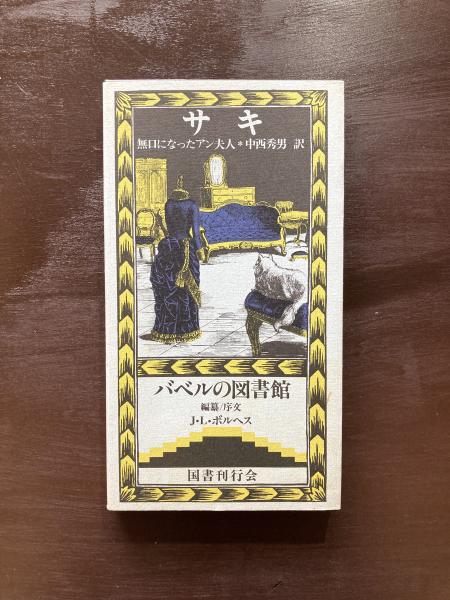 サキ
無口になったアン夫人*中西秀男 訳
バベルの図書館
編纂/序文
J・L・ボルヘス
国書刊行会